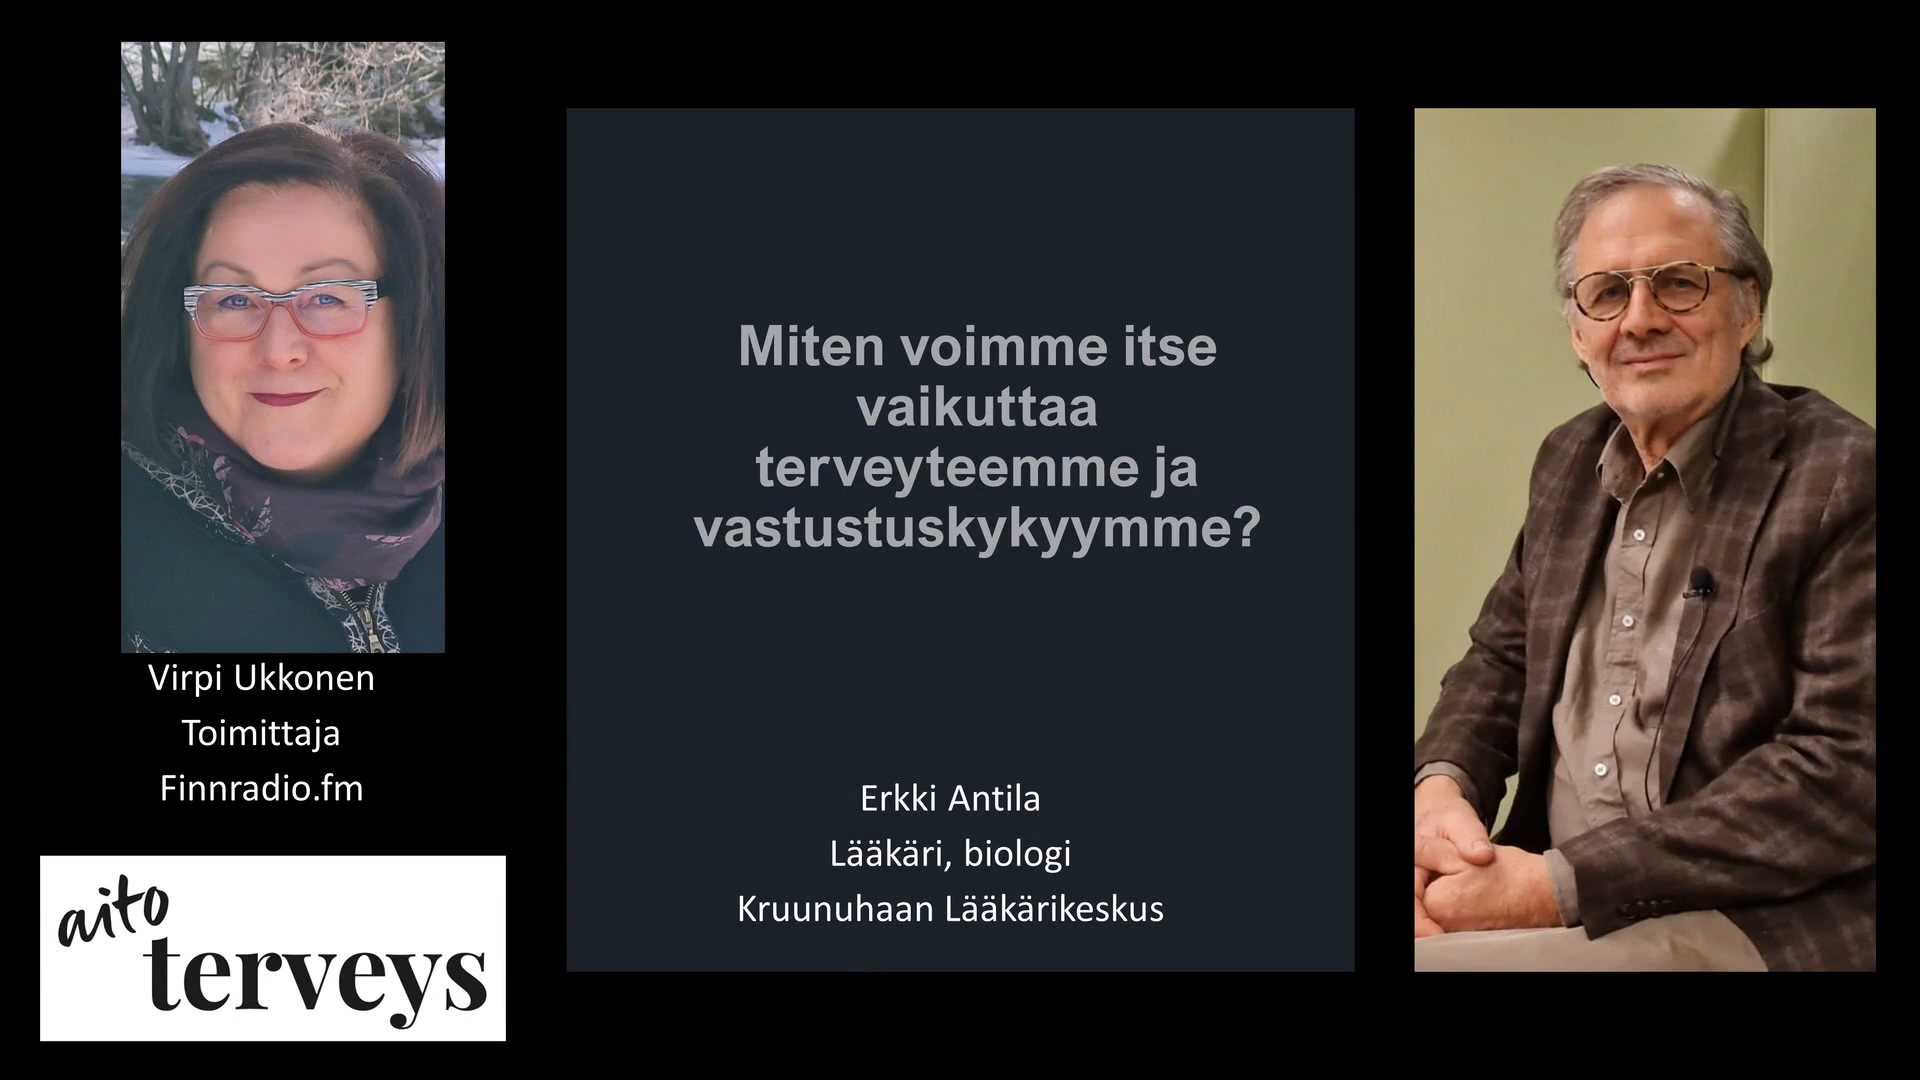 Virpi Ukkonen
Toimittaja
Finnradio.fm
aito
terveys
Miten voimme itse
vaikuttaa
terveyteemme ja
vastustuskykyymme?
Erkki Antila
Lääkäri, biologi
Kruunuhaan Lääkärikeskus